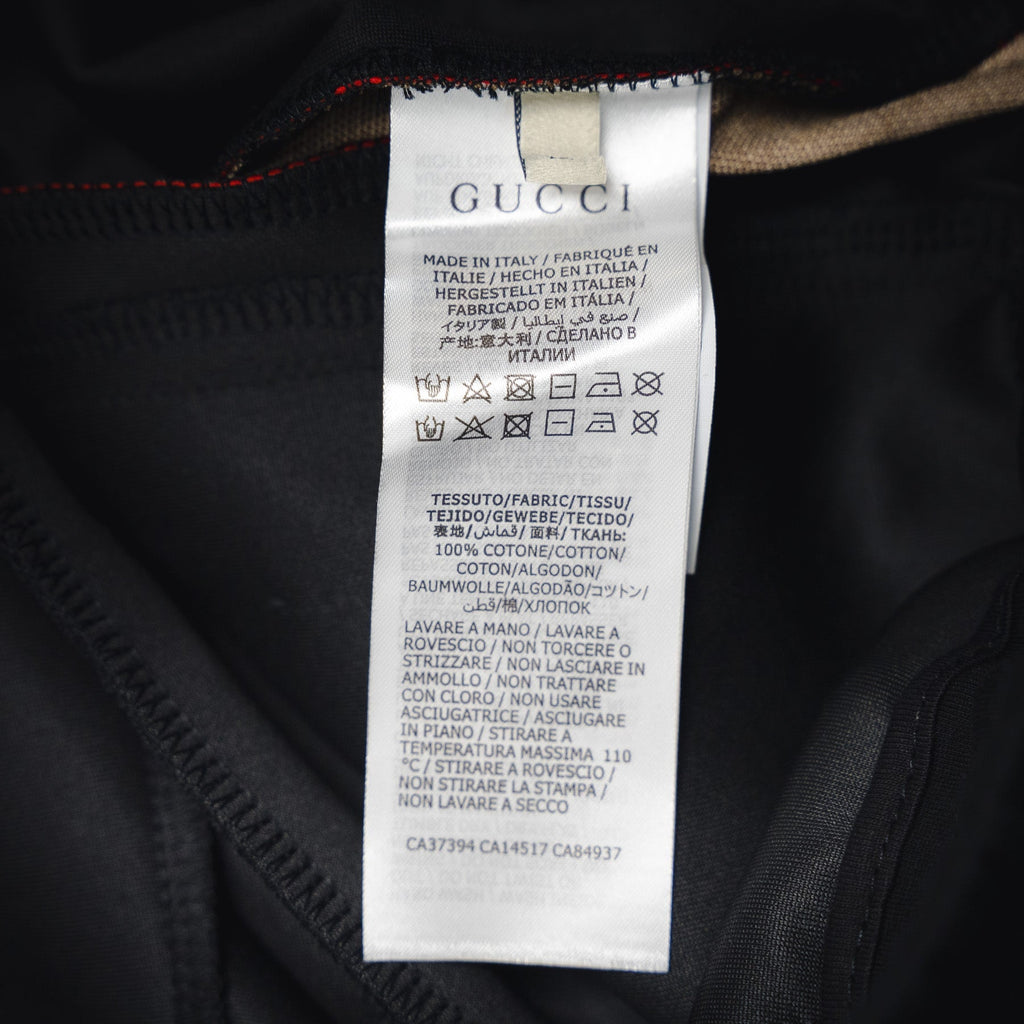 GUCCI
MADE IN ITALY / FABRIQUÉ EN
ITALIE / HECHO EN ITALIA /
HERGESTELLT IN ITALIEN /
FABRICADO EM ITÁLIA /
イタリア製 / صنع في إيطاليا /
产地:意大利 / СДЕЛАНО В
ИТАЛИИ
TESSUTO/FABRIC/TISSU/
TEJIDO/GEWEBE/TECIDO/
表地/قماش/面料/ТКАНЬ:
100% COTONE/COTTON/
COTON/ALGODON/
BAUMWOLLE/ALGODÃO/コットン/
قطن/棉/ХЛОПОК
LAVARE A MANO / LAVARE A
ROVESCIO / NON TORCERE O
STRIZZARE / NON LASCIARE IN
AMMOLLO / NON TRATTARE
CON CLORO / NON USARE
ASCIUGATRICE / ASCIUGARE
IN PIANO / STIRARE A
TEMPERATURA MASSIMA 110
°C / STIRARE A ROVESCIO /
NON STIRARE LA STAMPA /
NON LAVARE A SECCO
CA37394 CA14517 CA84937